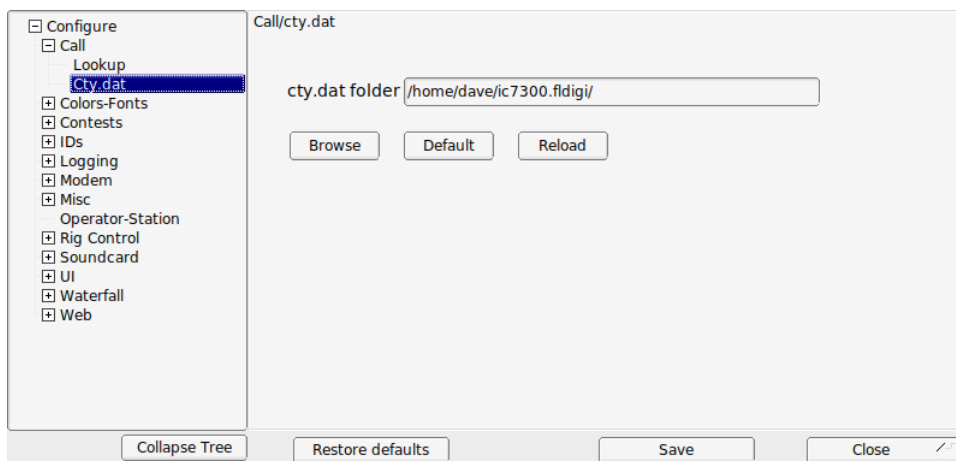 Configure
Call
Lookup
Cty.dat
Colors-Fonts
Contests
IDs
Logging
Modem
Misc
Operator-Station
Rig Control
Soundcard
UI
Waterfall
Web
Call/cty.dat
cty.dat folder /home/dave/ic7300.fldigi/
Browse Default Reload
Collapse Tree Restore defaults Save Close